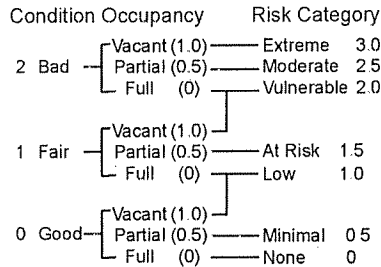 Condition Occupancy Risk Category
Vacant (1.0) Extreme 3.0
2 Bad Partial (0.5) Moderate 2.5
Full (0) Vulnerable 2.0
Vacant (1.0)
1 Fair Partial (0.5) At Risk 1.5
Full (0) Low 1.0
Vacant (1.0)
0 Good Partial (0.5) Minimal 0.5
Full (0) None 0